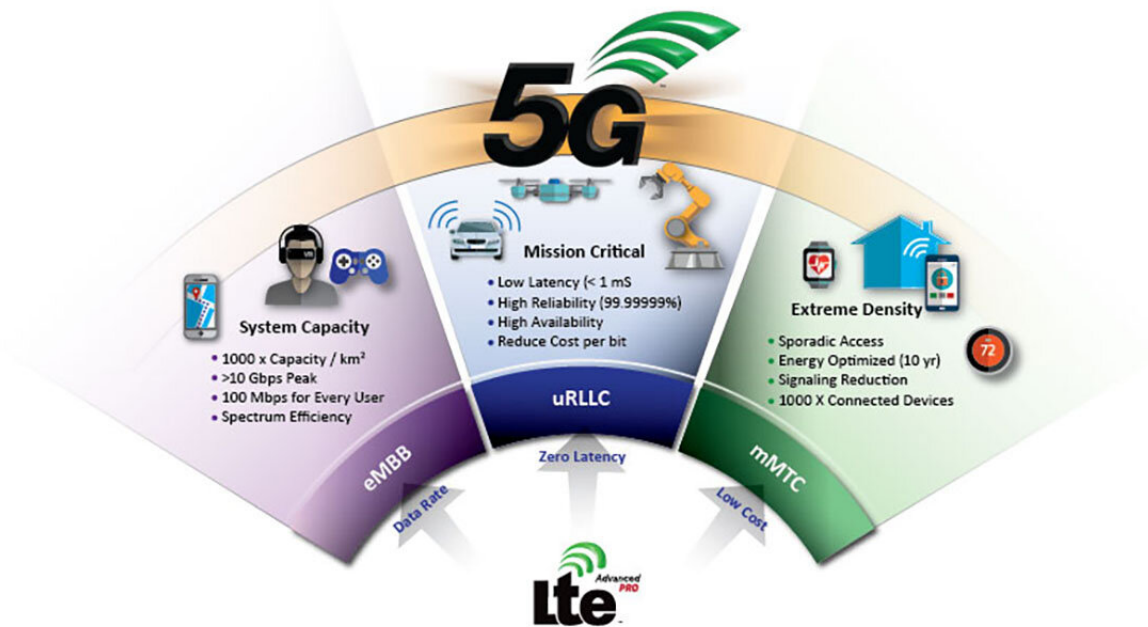 5G
System Capacity
• 1000 x Capacity / km²
• >10 Gbps Peak
• 100 Mbps for Every User
• Spectrum Efficiency
eMBB
Data Rate
Mission Critical
• Low Latency (< 1 mS
• High Reliability (99.99999%)
• High Availability
• Reduce Cost per bit
uRLLC
Zero Latency
Extreme Density
• Sporadic Access
• Energy Optimized (10 yr)
• Signaling Reduction
• 1000 X Connected Devices
72
mMTC
Low Cost
LTE
Advanced
PRO